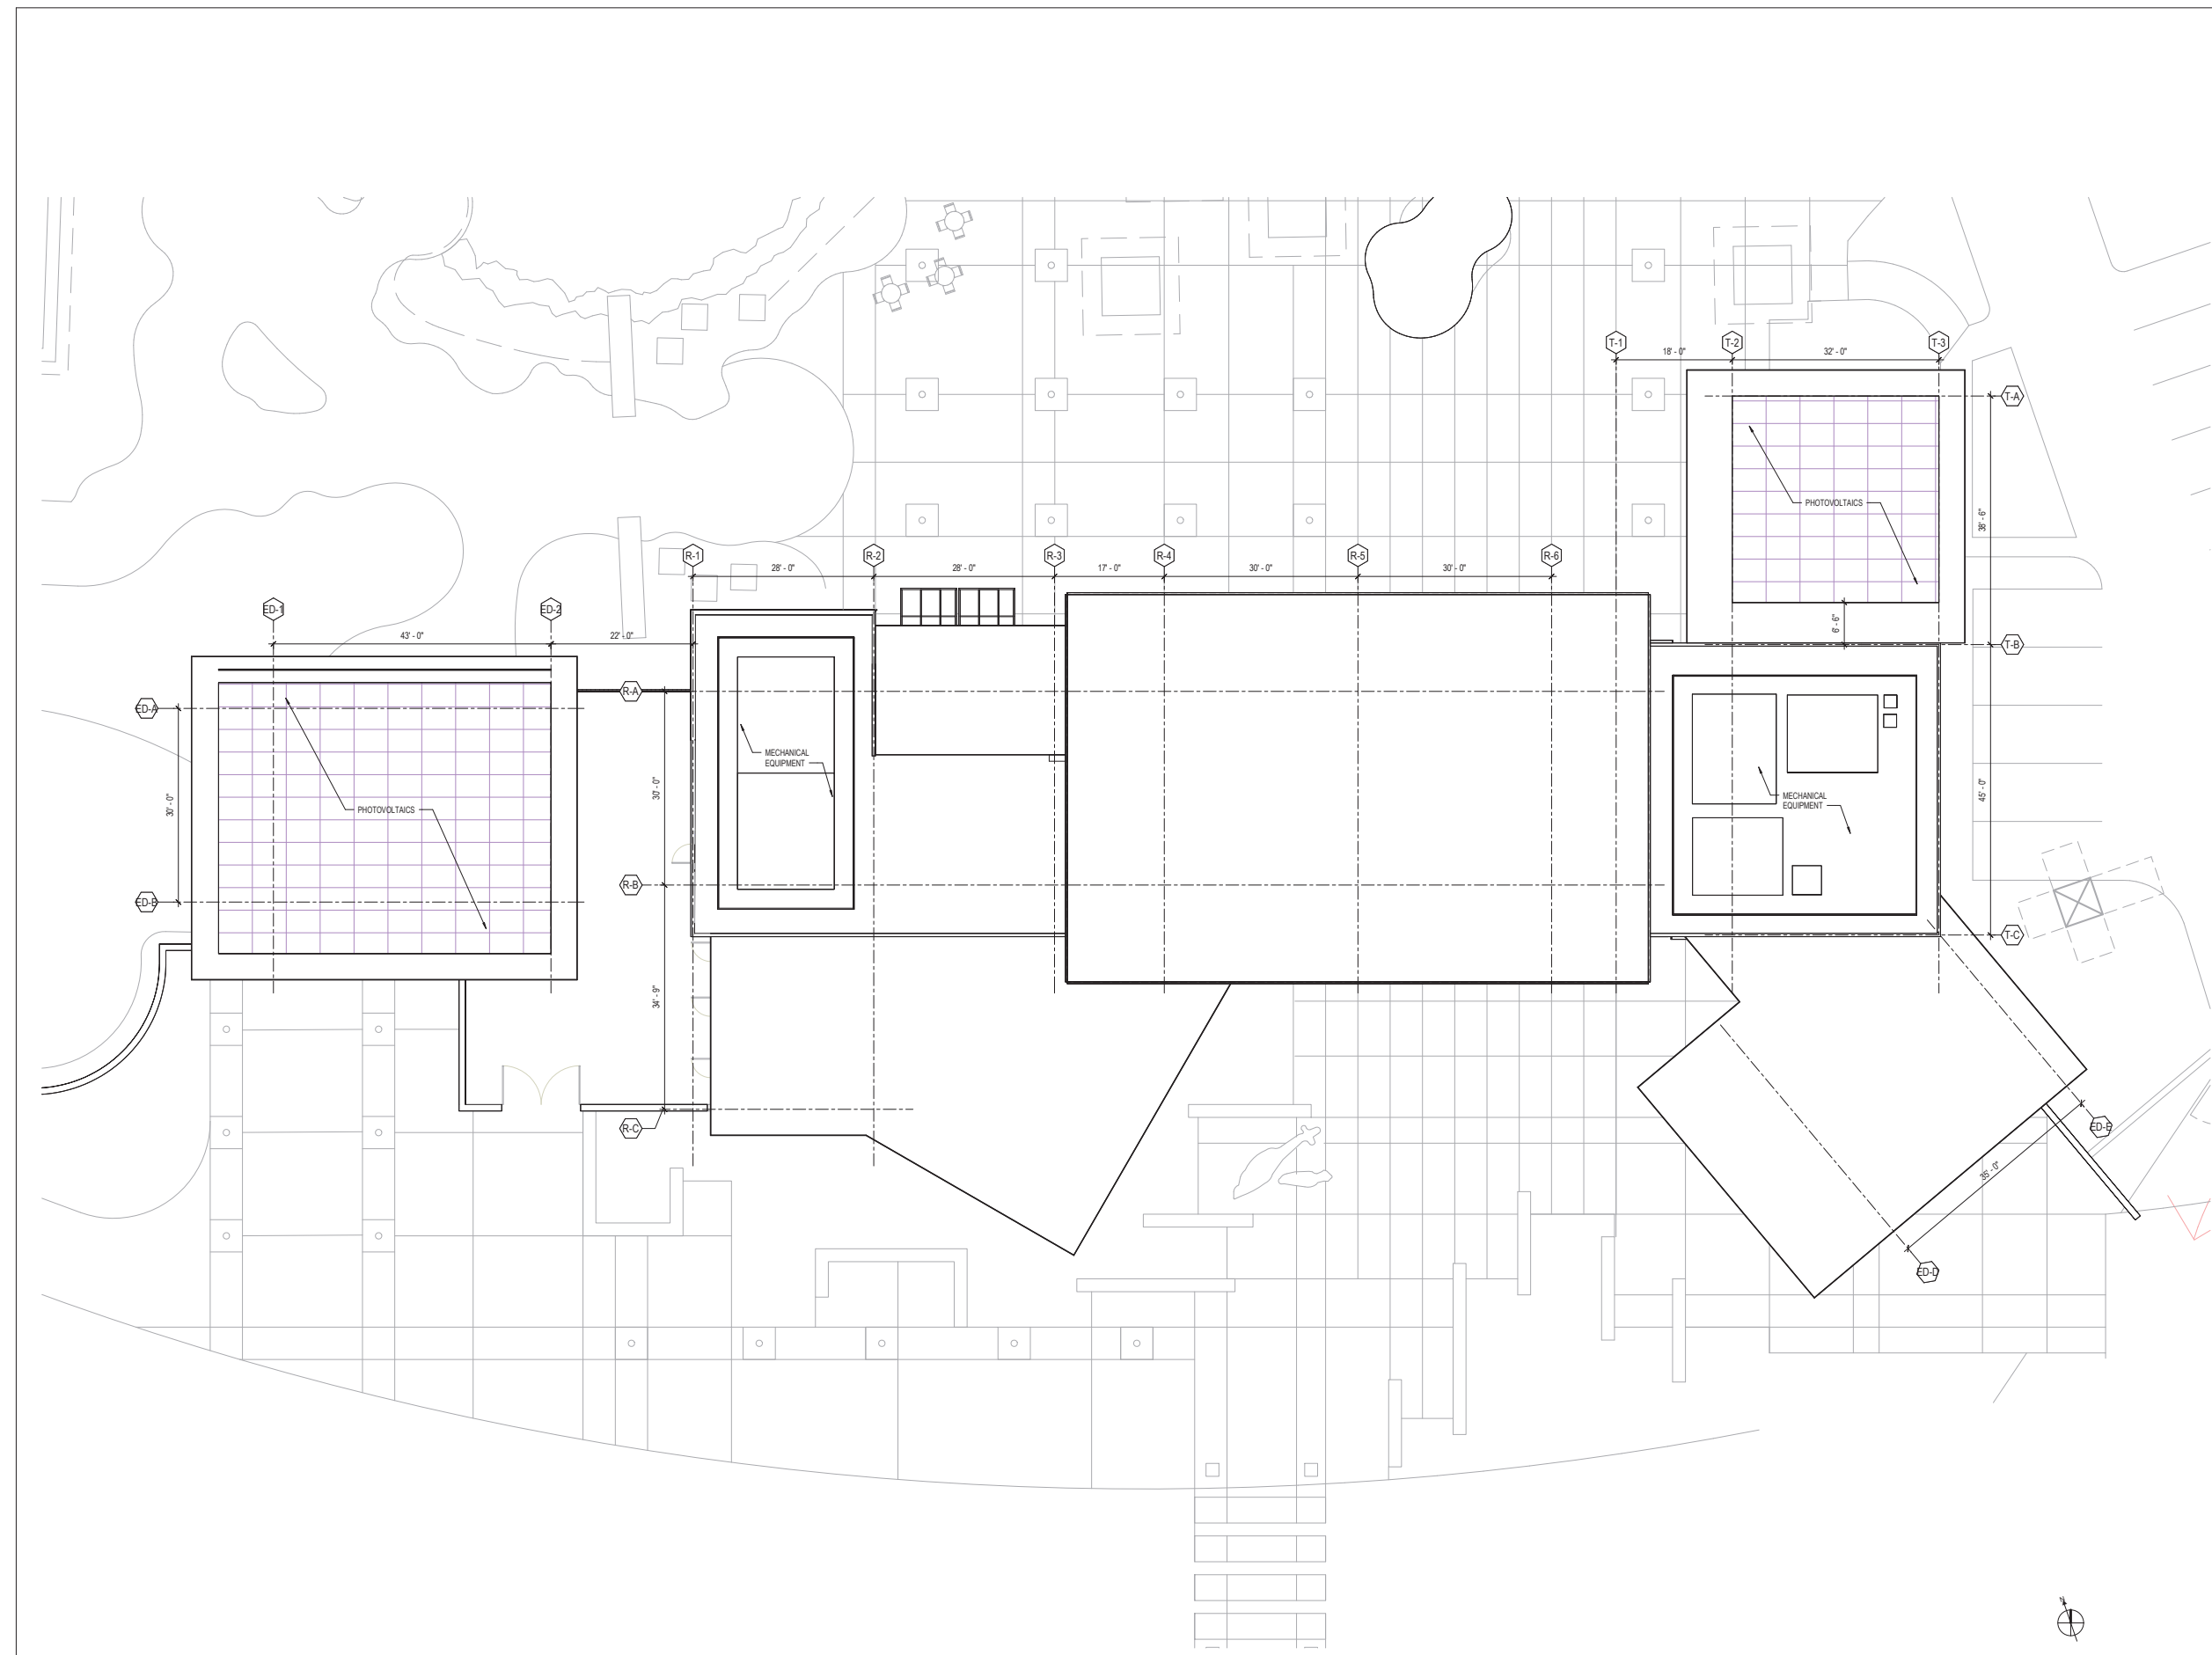 T-1
T-2
T-3
18' - 0"
32' - 0"
T-A
PHOTOVOLTAICS
38' - 6"
R-1
R-2
R-3
R-4
R-5
R-6
28' - 0"
28' - 0"
17' - 0"
30' - 0"
30' - 0"
ED-1
ED-2
43' - 0"
22' - 0"
6' - 6"
T-B
R-A
ED-A
MECHANICAL
EQUIPMENT
30' - 0"
45' - 0"
MECHANICAL
EQUIPMENT
30' - 0"
PHOTOVOLTAICS
R-B
ED-B
T-C
34' - 9"
R-C
ED-E
35' - 0"
ED-D